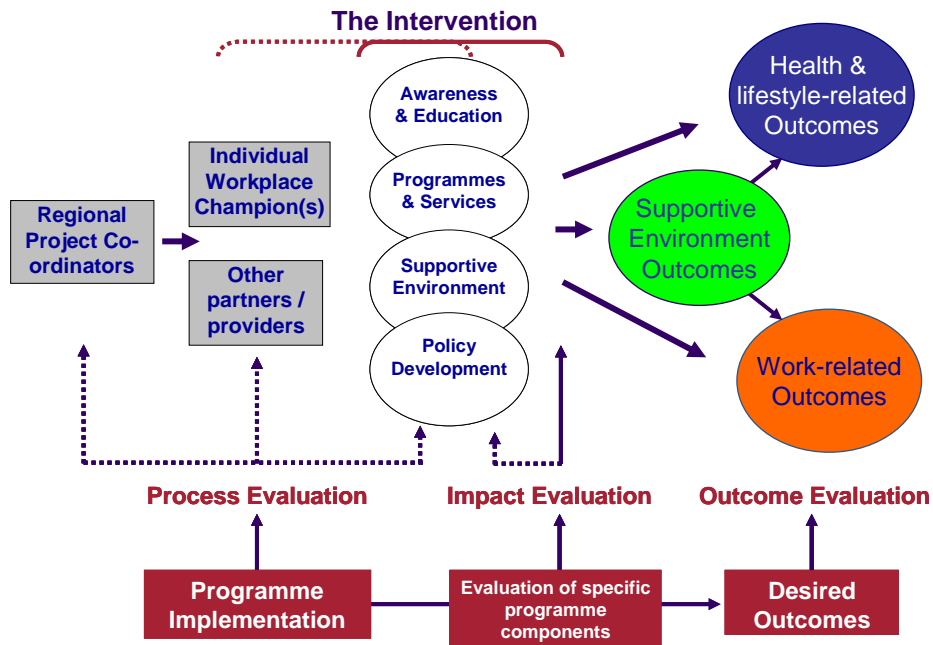 The Intervention
Awareness
& Education
Programmes
& Services
Supportive
Environment
Policy
Development
Individual
Workplace
Champion(s)
Regional
Project Co-
ordinators
Other
partners /
providers
Health &
lifestyle-related
Outcomes
Supportive
Environment
Outcomes
Work-related
Outcomes
Process Evaluation
Impact Evaluation
Outcome Evaluation
Programme
Implementation
Evaluation of specific
programme
components
Desired
Outcomes